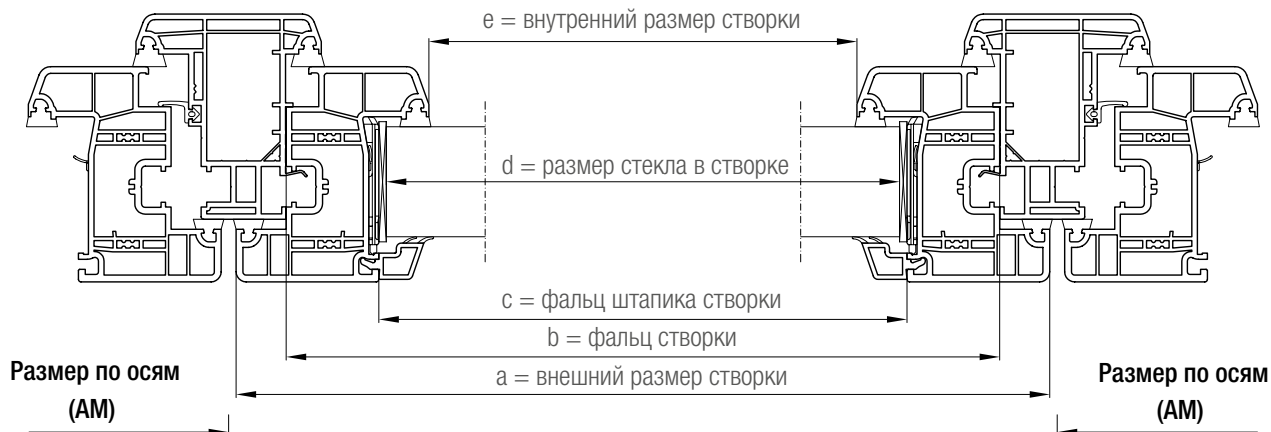 e = внутренний размер створки
d = размер стекла в створке
c = фальц штапика створки
b = фальц створки
a = внешний размер створки
Размер по осям
(AM)
Размер по осям
(AM)